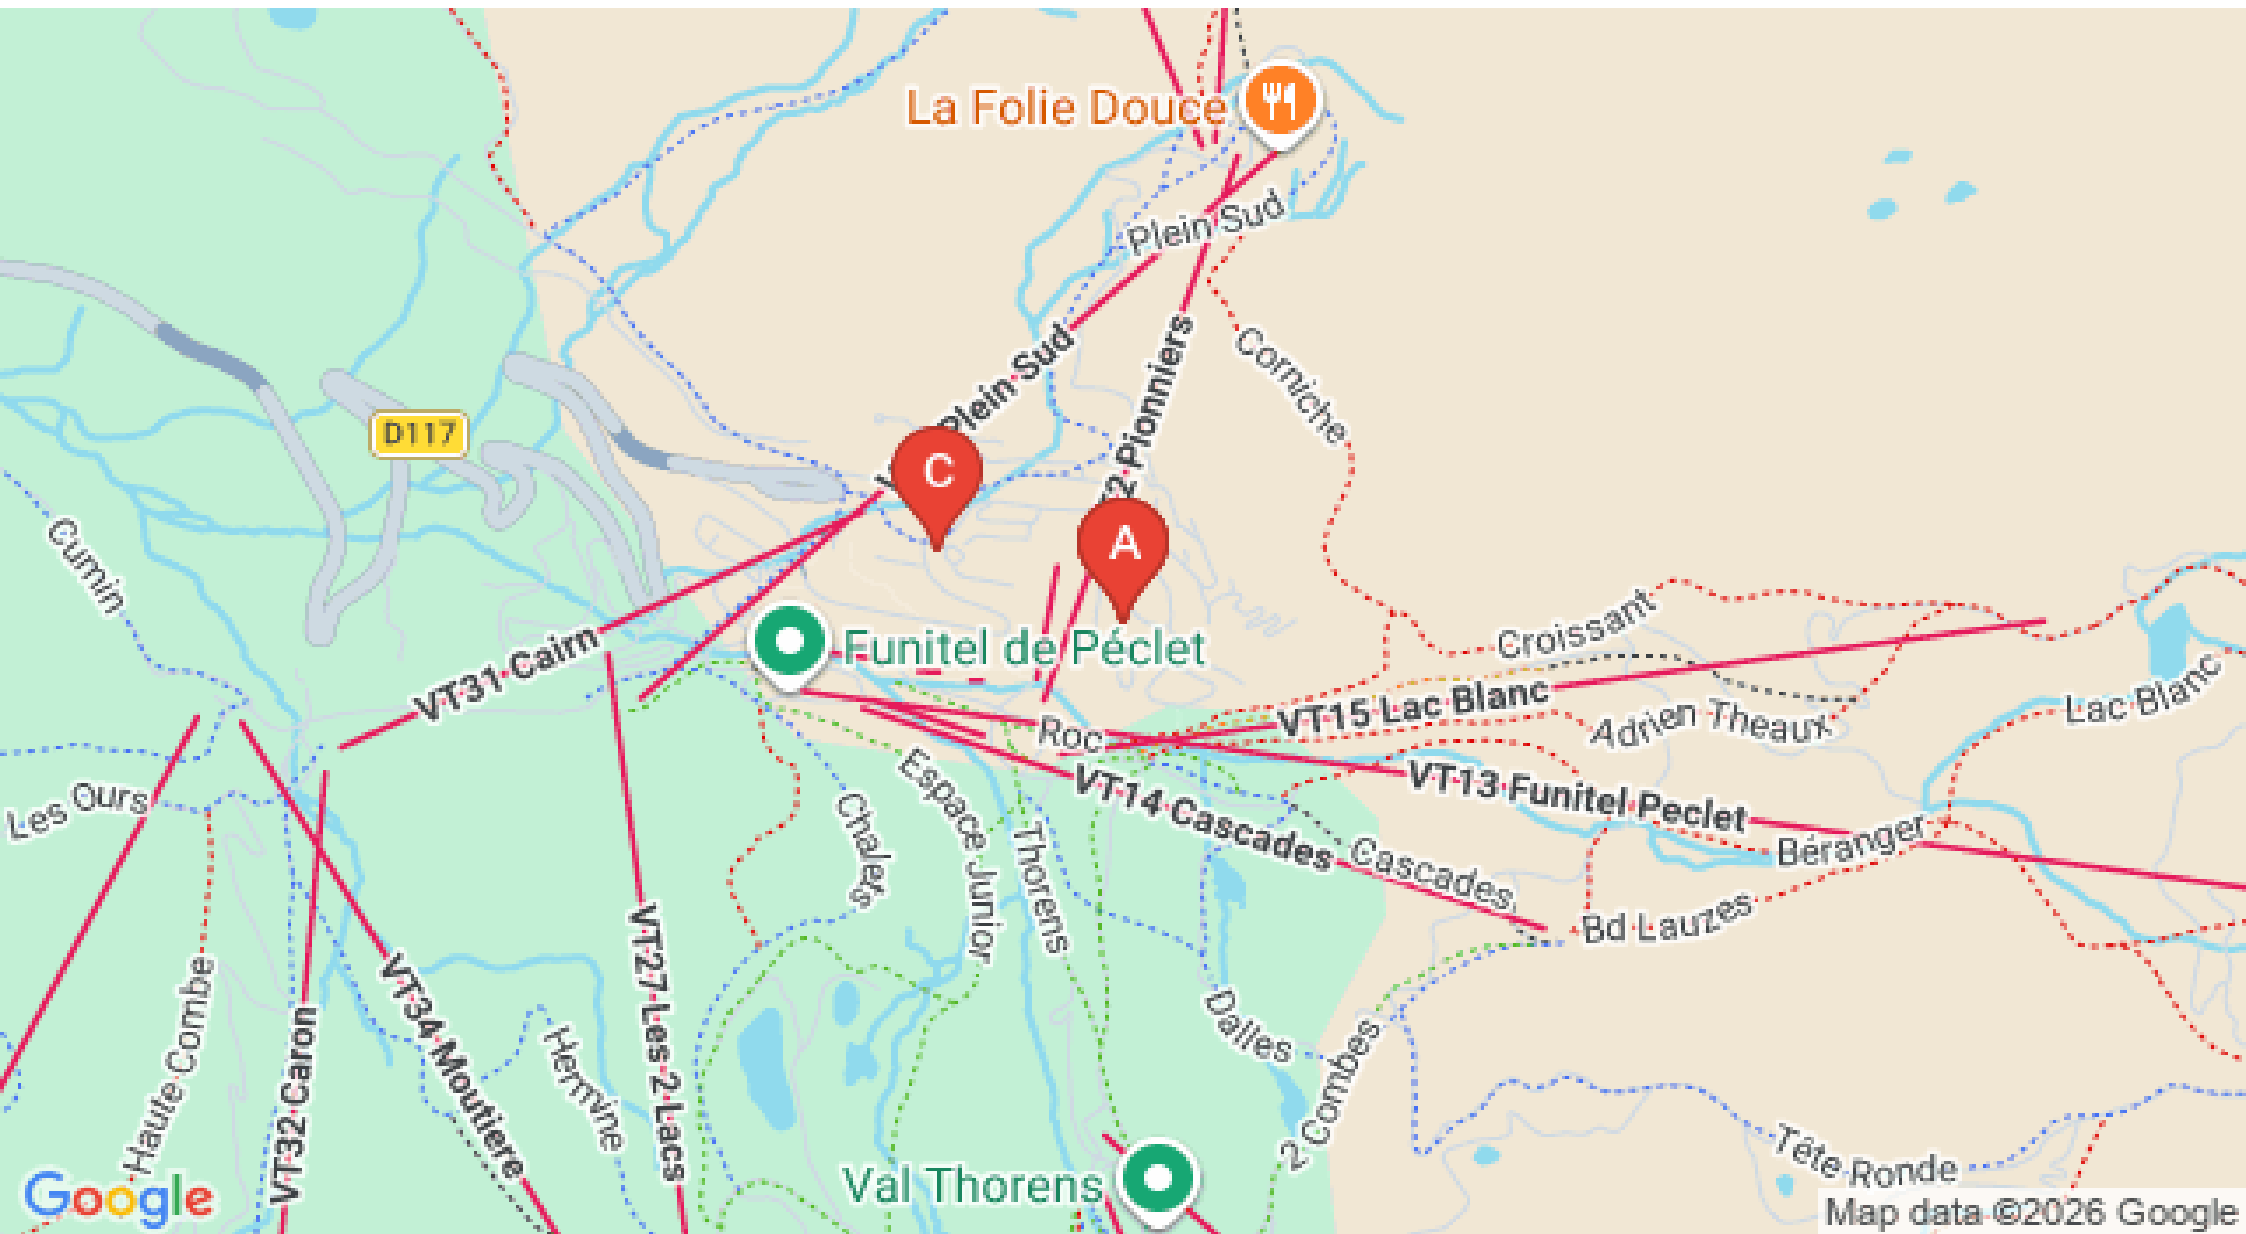 La Folie Douce
Plein Sud
Plein Sud
Pionniers
Corniche
D117
C
A
Cumin
Funitel de Péclet
Croissant
VT31 Cairn
VT15 Lac Blanc
Adrien Theaux
Lac Blanc
Roc
VT13 Funitel Peclet
Les Ours
Espace Junior
Chalets
Thorens
VT14 Cascades
Cascades
Béranger
Bd Lauzes
Haute Combe
VT32 Caron
VT34 Moutiere
Hermine
VT27 Les 2 Lacs
Dalles
2 Combes
Tête Ronde
Val Thorens
Google
Map data ©2026 Google